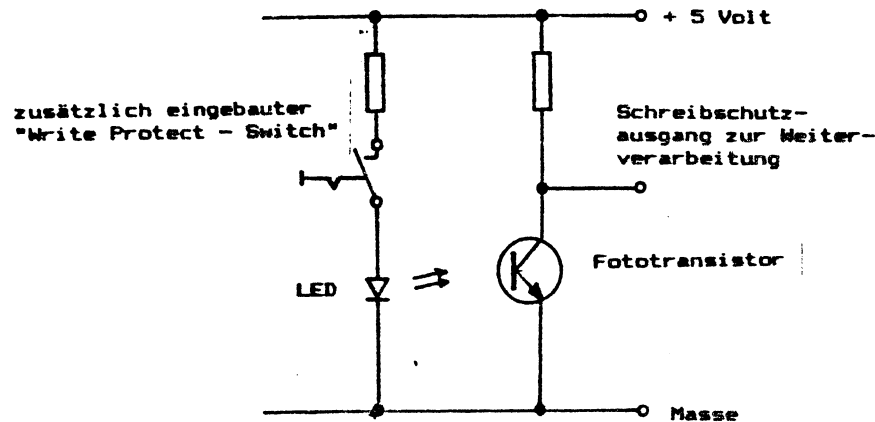 + 5 Volt
zusätzlich eingebauter
"Write Protect - Switch"
Schreibschutz-
ausgang zur Weiter-
verarbeitung
Fototransistor
LED
Masse